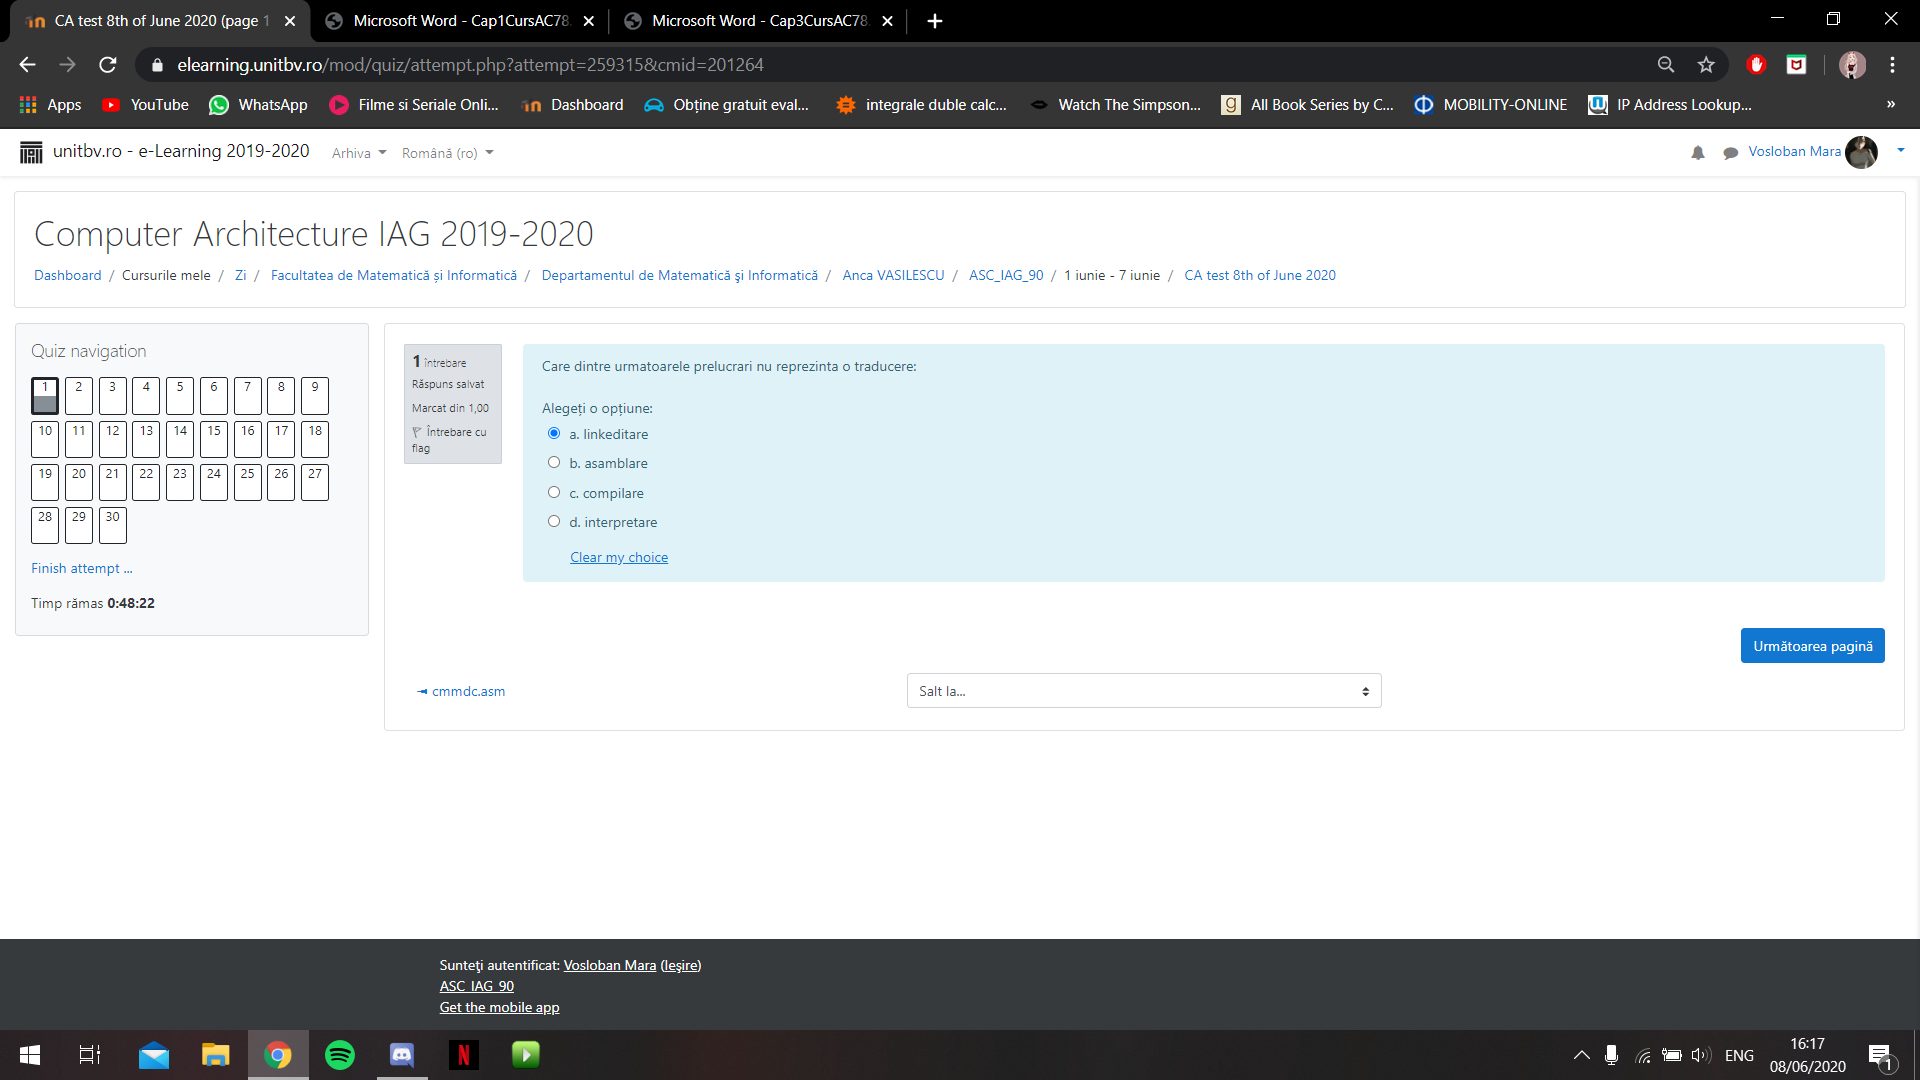 CA test 8th of June 2020 (page 1
Microsoft Word - Cap1CursAC78
Microsoft Word - Cap3CursAC78.
elearning.unitbv.ro/mod/quiz/attempt.php?attempt=259315&cmid=201264
Apps YouTube WhatsApp Filme si Seriale Onli... Dashboard Obține gratuit eval... integrale duble calc... Watch The Simpson... All Book Series by C... MOBILITY-ONLINE IP Address Lookup... »
unitbv.ro - e-Learning 2019-2020 Arhiva Română (ro) Vosloban Mara
Computer Architecture IAG 2019-2020
Dashboard / Cursurile mele / Zi / Facultatea de Matematică și Informatică / Departamentul de Matematică şi Informatică / Anca VASILESCU / ASC_IAG_90 / 1 iunie - 7 iunie / CA test 8th of June 2020
Quiz navigation
1 2 3 4 5 6 7 8 9
10 11 12 13 14 15 16 17 18
19 20 21 22 23 24 25 26 27
28 29 30
Finish attempt ...
Timp rămas 0:48:22
1 întrebare
Răspuns salvat
Marcat din 1,00
Întrebare cu
flag
Care dintre urmatoarele prelucrari nu reprezinta o traducere:
Alegeți o opțiune:
a. linkeditare
b. asamblare
c. compilare
d. interpretare
Clear my choice
Următoarea pagină
◄ cmmdc.asm
Salt la...
Sunteţi autentificat: Vosloban Mara (Ieşire)
ASC_IAG_90
Get the mobile app
ENG
16:17
08/06/2020
1